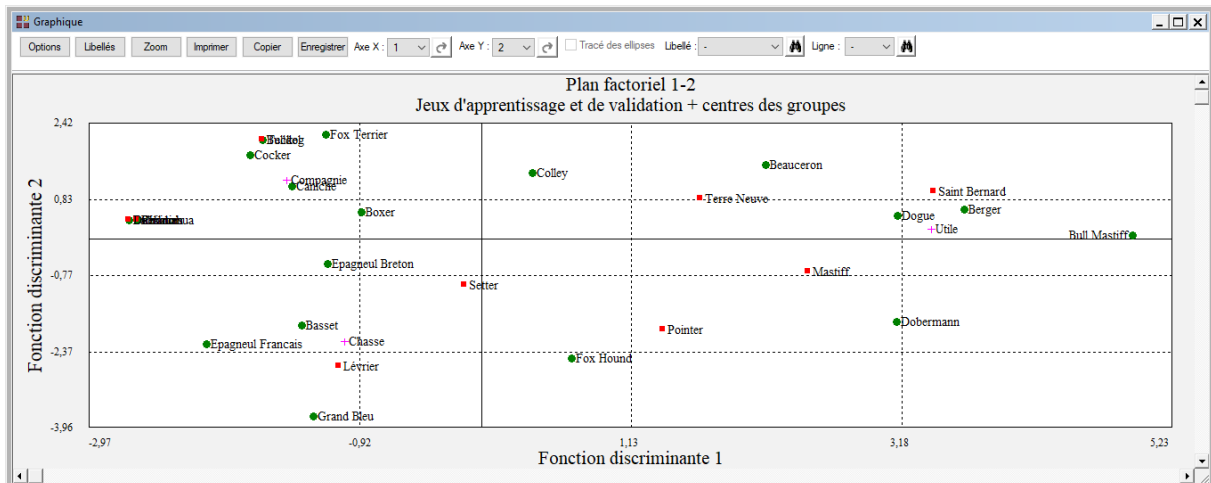 Graphique
Options Libellés Zoom Imprimer Copier Enregistrer Axe X : 1 Axe Y : 2 Tracé des ellipses Libellé : - Ligne : -
Plan factoriel 1-2
Jeux d'apprentissage et de validation + centres des groupes
2,42
Fox Terrier
Cocker
Colley
Beauceron
Compagnie
Caniche
Saint Bernard
0,83
Terre Neuve
Berger
Boxer
Dogue
Utile
Bull Mastiff
Epagneul Breton
-0,77
Mastiff
Setter
Basset
Pointer
Dobermann
Chasse
Epagneul Francais
-2,37
Fox Hound
Lévrier
Grand Bleu
-3,96
Fonction discriminante 2
-2,97 -0,92 1,13 3,18 5,23
Fonction discriminante 1